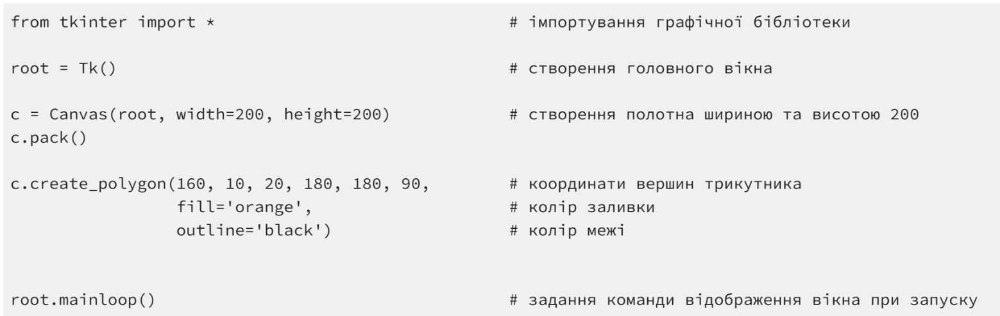 from tkinter import * # імпортування графічної бібліотеки
root = Tk() # створення головного вікна
c = Canvas(root, width=200, height=200) # створення полотна шириною та висотою 200
c.pack()
c.create_polygon(160, 10, 20, 180, 180, 90, # координати вершин трикутника
fill='orange', # колір заливки
outline='black') # колір межі
root.mainloop() # задання команди відображення вікна при запуску